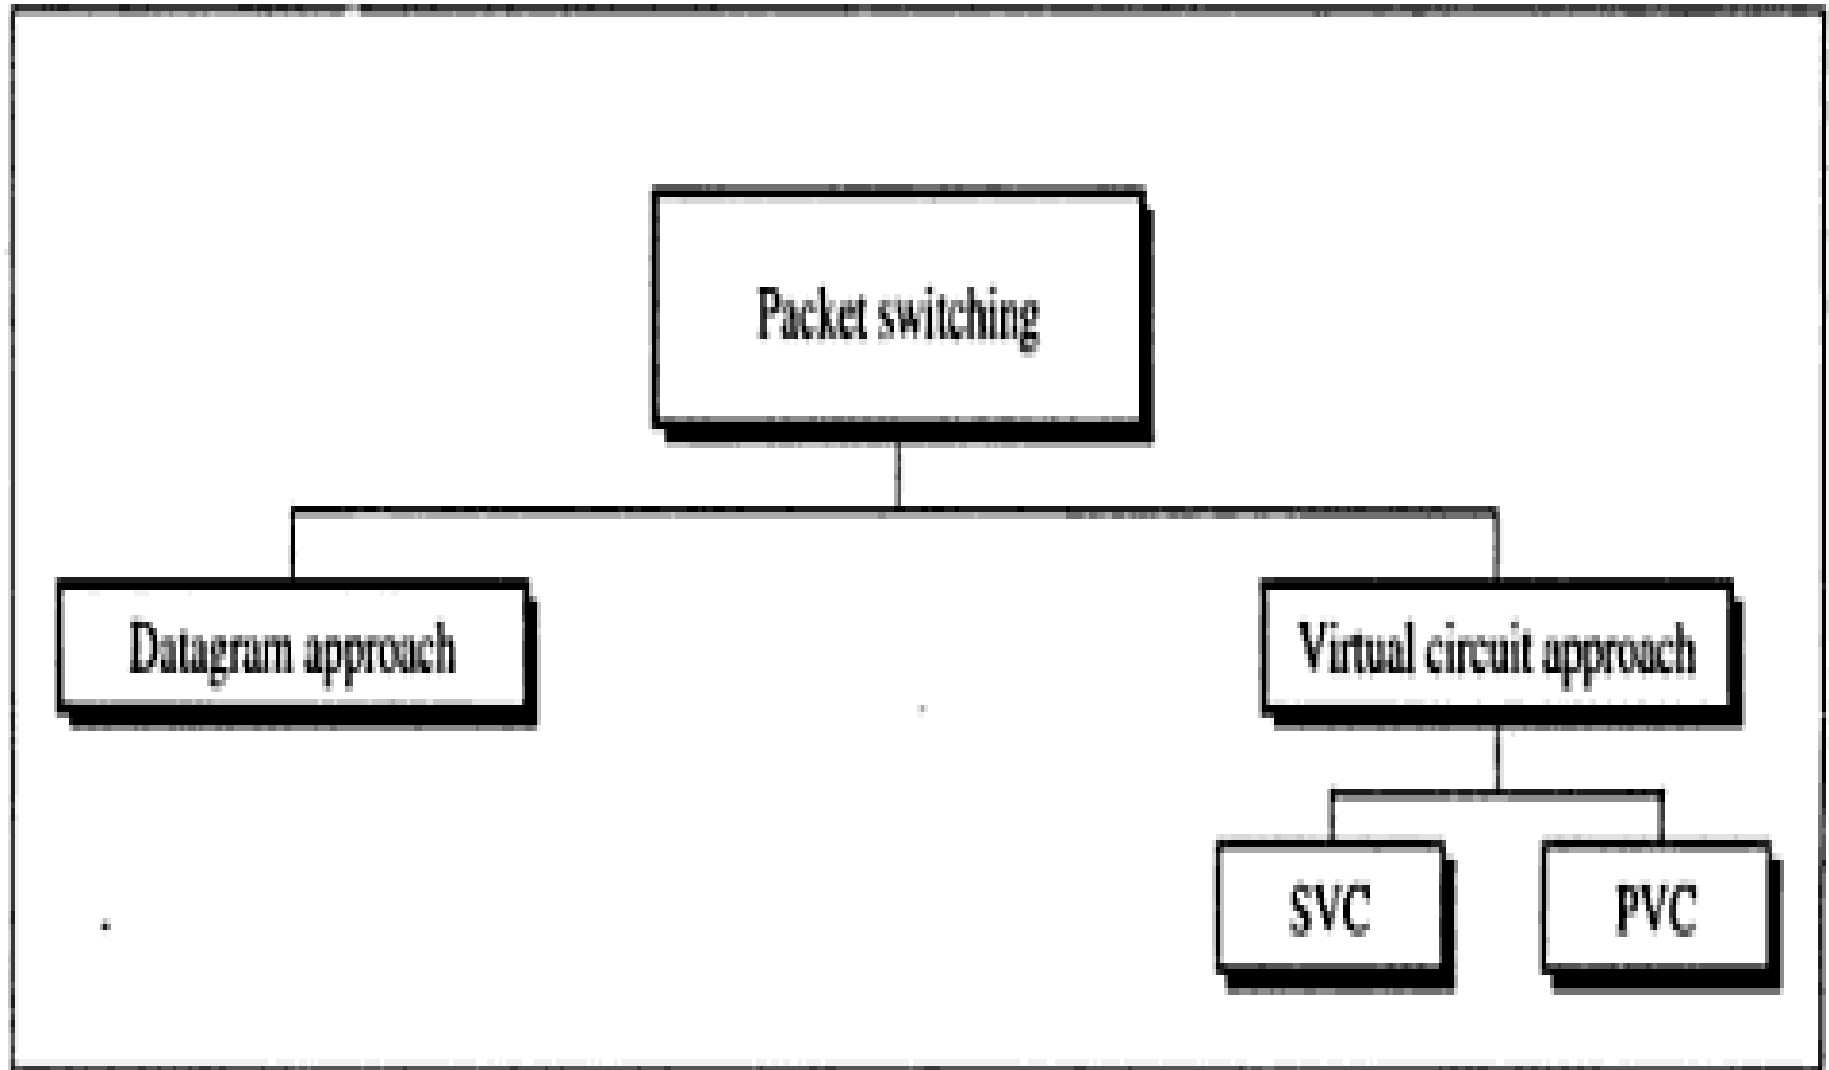 Packet switching
Datagram approach
Virtual circuit approach
SVC
PVC